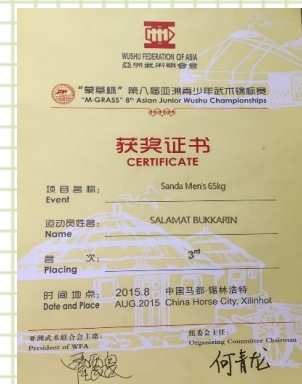 WUSHU FEDERATION OF ASIA
亞洲武術聯合會
“蒙草杯” 第八届亚洲青少年武术锦标赛
“M-GRASS” 8th Asian Junior Wushu Championships
获奖证书
CERTIFICATE
项目名称:
Event
Sanda Men's 65kg
运动员姓名:
Name
SALAMAT BUKKARIN
名 次:
Placing
3rd
时间地点: 2015.8 中国马都·锡林浩特
Date and Place AUG.2015 China Horse City, Xilinhot
亚洲武术联合会主席:
President of WFA
组委会主任:
Organizing Committee Chairman
何青龙